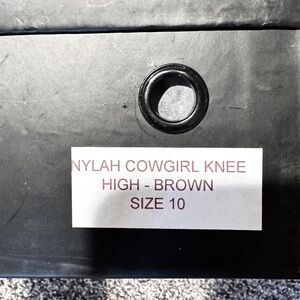 NYLAH COWGIRL KNEE
HIGH - BROWN
SIZE 10